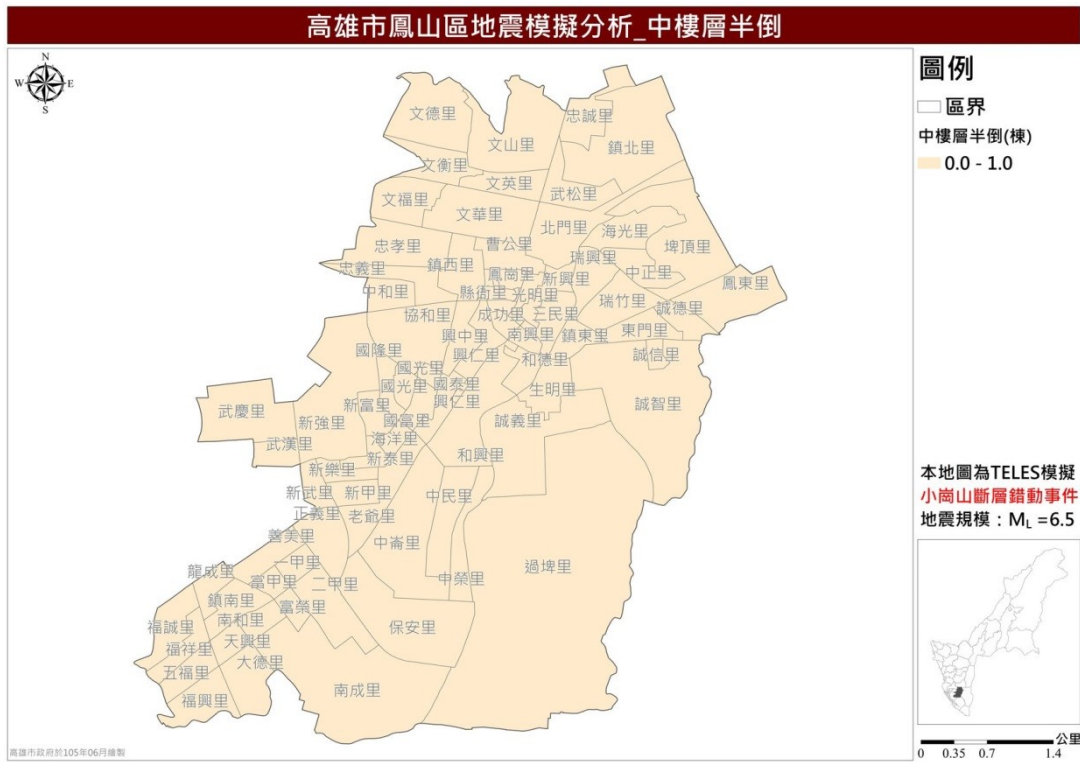 高雄市鳳山區地震模擬分析_中樓層半倒
N
W
E
S
圖例
區界
中樓層半倒(棟)
0.0 - 1.0
文德里
忠誠里
文山里
鎮北里
文衡里
文英里
武松里
文福里
文華里
北門里
海光里
忠孝里
曹公里
埤頂里
忠義里
鎮西里
鳳崗里
新興里
瑞興里
中正里
鳳東里
中和里
縣衙里
光明里
瑞竹里
誠德里
協和里
成功里
三民里
興中里
南興里
鎮東里
東門里
國隆里
興仁里
和德里
誠信里
國光里
國光里
國泰里
生明里
新富里
興仁里
誠智里
武慶里
新強里
國富里
誠義里
武漢里
海洋里
新泰里
和興里
新樂里
新武里
新甲里
中民里
正義里
老爺里
善美里
中崙里
一甲里
過埤里
龍成里
富甲里
二甲里
中榮里
鎮南里
富榮里
福誠里
南和里
保安里
福祥里
天興里
五福里
大德里
南成里
福興里
本地圖為TELES模擬
小崗山斷層錯動事件
地震規模：ML =6.5
公里
0 0.35 0.7 1.4
高雄市政府於105年06月繪製